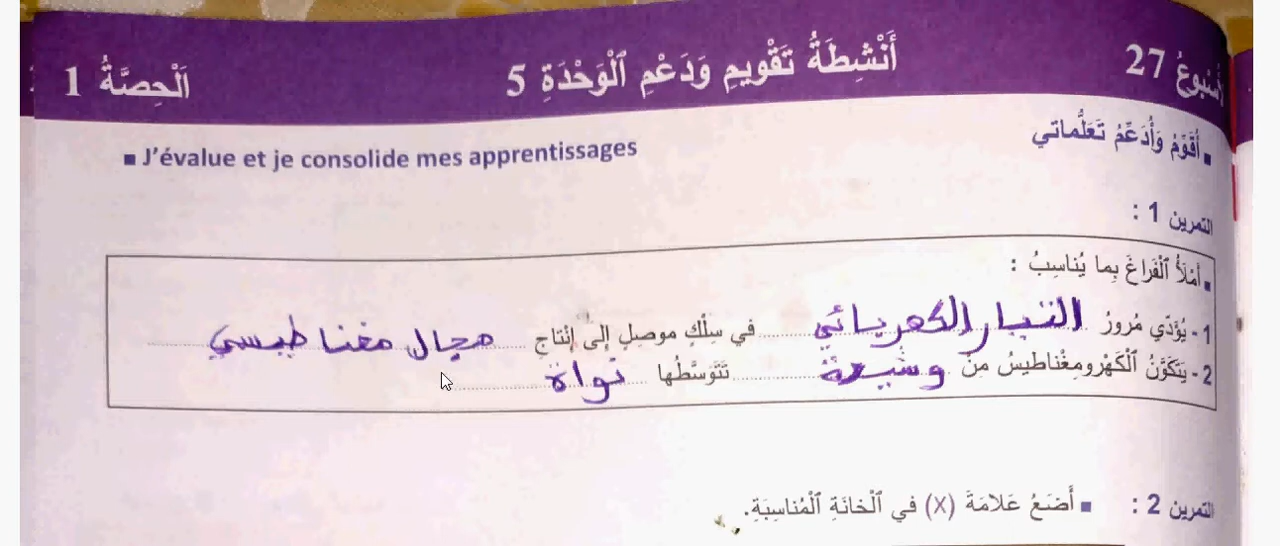 أسبوعُ 27 أَنْشِطَةُ تَقْويمِ وَدَعْمِ ٱلْوَحْدَةِ 5 اَلْحِصَّةُ 1
■ أُقَوِّمُ وَأُدَعِّمُ تَعَلُّماتي
■ J'évalue et je consolide mes apprentissages
التمرين 1 :
■ أَمْلَأُ ٱلْفَراغَ بِما يُناسِبُ :
1 - يُؤَدّي مُرورُ التيار الكهربائي في سِلْكٍ موصِلٍ إِلى إِنْتاجِ مجال مغناطيسي
2 - يَتَكَوَّنُ ٱلْكَهْرومِغْناطيسُ مِنْ وشيعة تَتَوَسَّطُها نواة
التمرين 2 : ■ أَضَعُ عَلامَةَ (X) في ٱلْخانَةِ ٱلْمُناسِبَةِ.